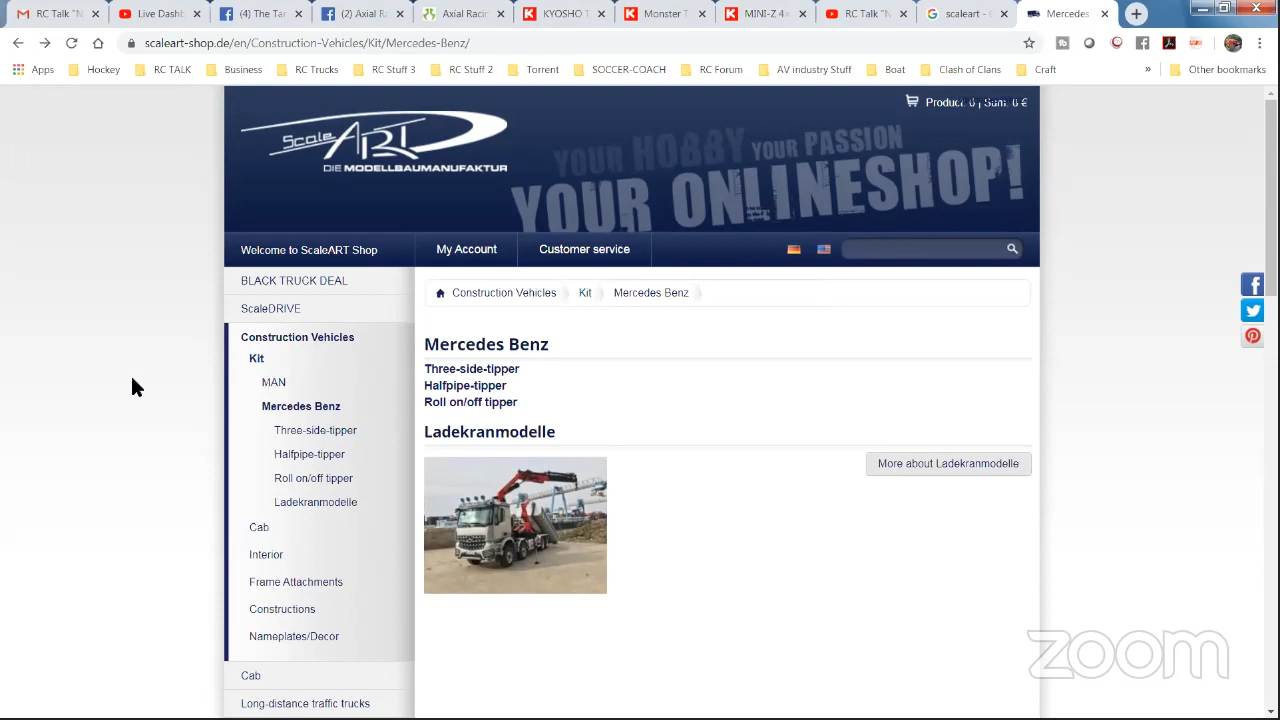 RC Talk "N
Live Dashb
(4) The Tar
(2) Facebo
Axial Racin
Monster T
MINI-Z 4×
RC Talk "N
scaleart - G
Mercedes
scaleart-shop.de/en/Construction-Vehicles/Kit/Mercedes-Benz/
Apps Hockey RC TALK Business RC Trucks RC Stuff 3 RC Stuff 2 Torrent SOCCER-COACH RC Forum AV industry Stuff Boat Clash of Clans Craft » Other bookmarks
Product: 0 | Sum: 0 €
Scale ART
DIE MODELLBAUMANUFAKTUR
YOUR HOBBY YOUR PASSION
YOUR ONLINESHOP!
Welcome to ScaleART Shop My Account Customer service
BLACK TRUCK DEAL
ScaleDRIVE
Construction Vehicles
Kit
MAN
Mercedes Benz
Three-side-tipper
Halfpipe-tipper
Roll on/off tipper
Ladekranmodelle
Cab
Interior
Frame Attachments
Constructions
Nameplates/Decor
Cab
Long-distance traffic trucks
Construction Vehicles Kit Mercedes Benz
Mercedes Benz
Three-side-tipper
Halfpipe-tipper
Roll on/off tipper
Ladekranmodelle
More about Ladekranmodelle
zoom